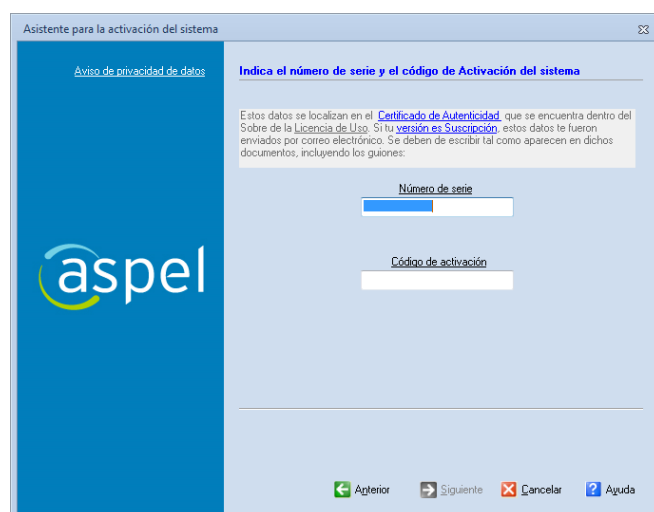 Asistente para la activación del sistema
Aviso de privacidad de datos
Indica el número de serie y el código de Activación del sistema
Estos datos se localizan en el Certificado de Autenticidad que se encuentra dentro del
Sobre de la Licencia de Uso. Si tu versión es Suscripción, estos datos te fueron
enviados por correo electrónico. Se deben de escribir tal como aparecen en dichos
documentos, incluyendo los guiones:
Número de serie
Código de activación
aspel
Anterior Siguiente Cancelar Ayuda